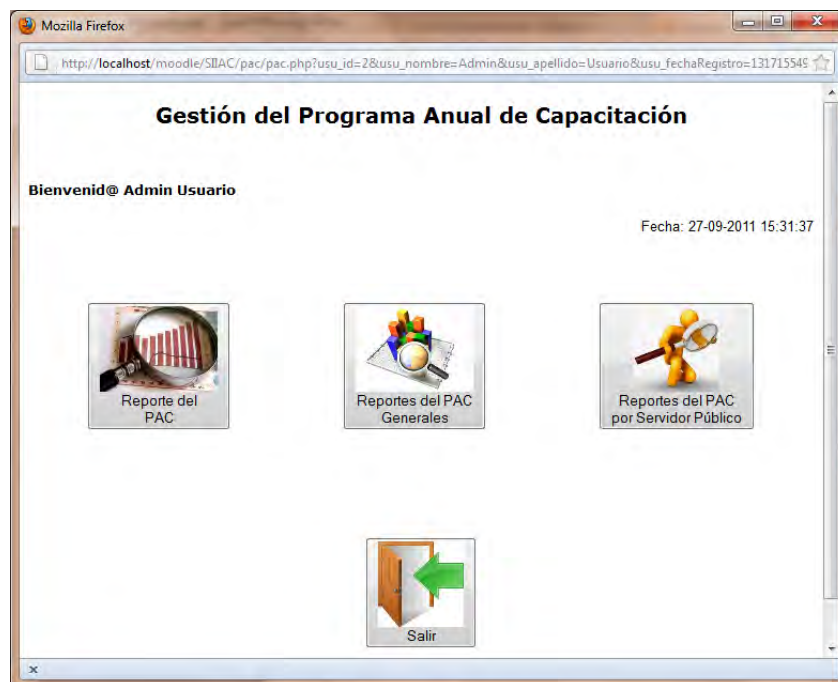 Mozilla Firefox
http://localhost/moodle/SIIAC/pac/pac.php?usu_id=2&usu_nombre=Admin&usu_apellido=Usuario&usu_fechaRegistro=131715549
Gestión del Programa Anual de Capacitación
Bienvenid@ Admin Usuario
Fecha: 27-09-2011 15:31:37
Reporte del
PAC
Reportes del PAC
Generales
Reportes del PAC
por Servidor Público
Salir